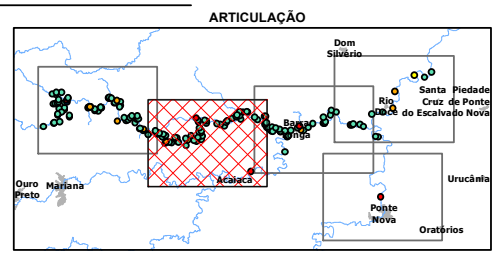 ARTICULAÇÃO
Dom
Silvério
Santa Piedade
Rio
Cruz de Ponte
Doce do Escalvado Nova
Barra
Longa
Acaiaca
Urucânia
Ouro
Preto
Mariana
Ponte
Nova
Oratórios